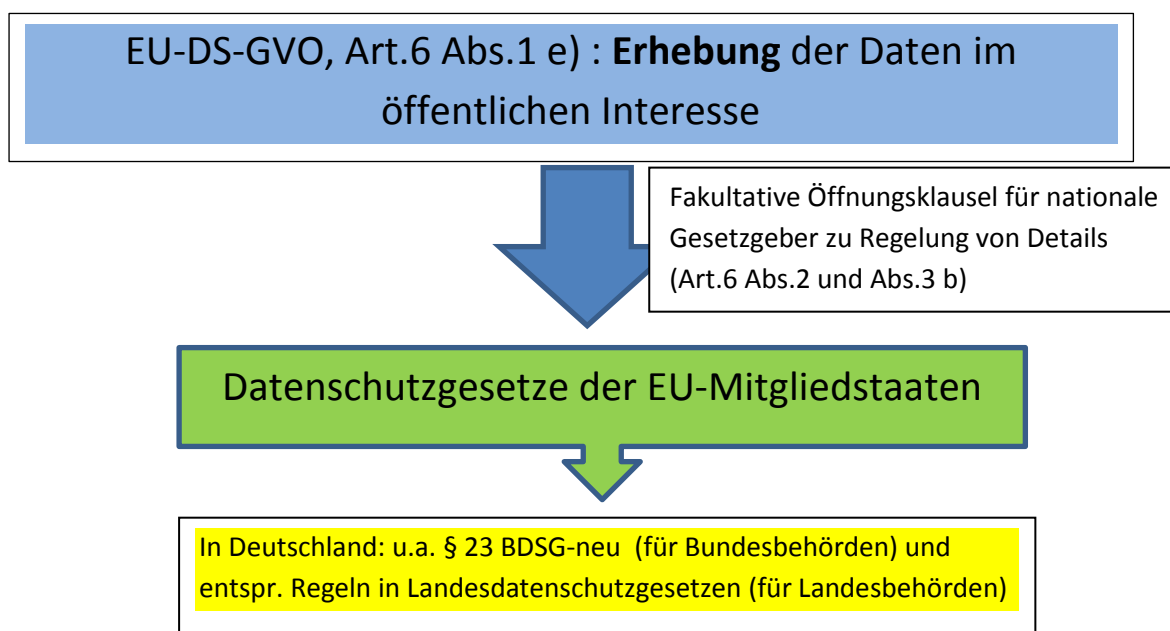 EU-DS-GVO, Art.6 Abs.1 e) : Erhebung der Daten im
öffentlichen Interesse
Fakultative Öffnungsklausel für nationale
Gesetzgeber zu Regelung von Details
(Art.6 Abs.2 und Abs.3 b)
Datenschutzgesetze der EU-Mitgliedstaaten
In Deutschland: u.a. § 23 BDSG-neu (für Bundesbehörden) und
entspr. Regeln in Landesdatenschutzgesetzen (für Landesbehörden)